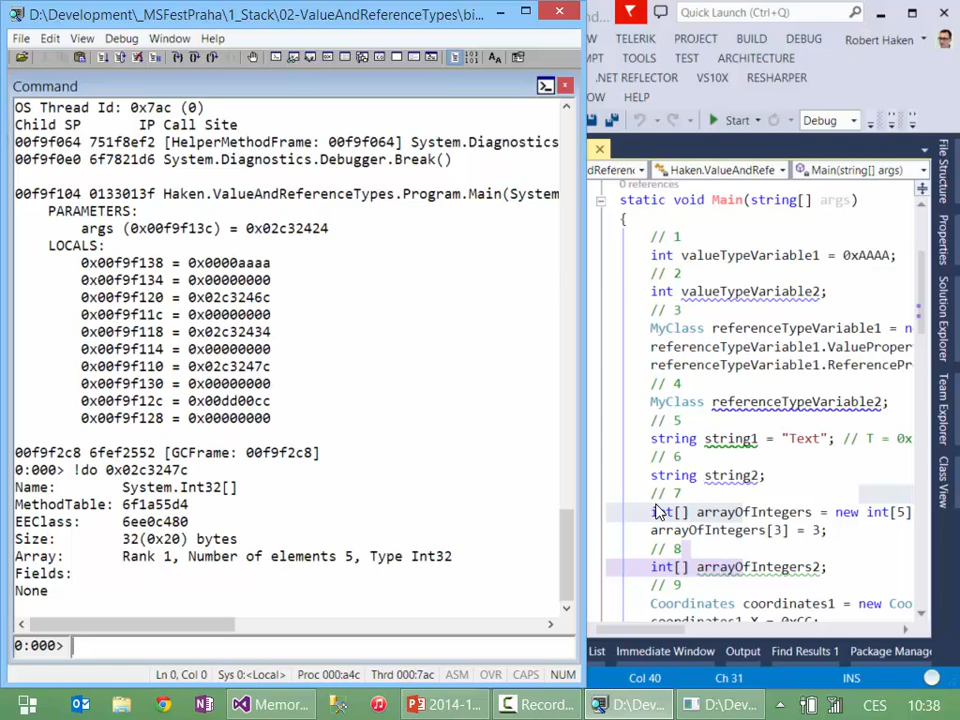 D:\Development\_MSFestPraha\1_Stack\02-ValueAndReferenceTypes\bi...
File Edit View Debug Window Help
Command
OS Thread Id: 0x7ac (0)
Child SP       IP Call Site
00f9f064 751f8ef2 [HelperMethodFrame: 00f9f064] System.Diagnostics
00f9f0e0 6f7821d6 System.Diagnostics.Debugger.Break()
00f9f104 0133013f Haken.ValueAndReferenceTypes.Program.Main(System
PARAMETERS:
args (0x00f9f13c) = 0x02c32424
LOCALS:
0x00f9f138 = 0x0000aaaa
0x00f9f134 = 0x00000000
0x00f9f120 = 0x02c3246c
0x00f9f11c = 0x00000000
0x00f9f118 = 0x02c32434
0x00f9f114 = 0x00000000
0x00f9f110 = 0x02c3247c
0x00f9f130 = 0x00000000
0x00f9f12c = 0x00dd00cc
0x00f9f128 = 0x00000000
00f9f2c8 6fef2552 [GCFrame: 00f9f2c8]
0:000> !do 0x02c3247c
Name:        System.Int32[]
MethodTable: 6f1a55d4
EEClass:     6ee0c480
Size:        32(0x20) bytes
Array:       Rank 1, Number of elements 5, Type Int32
Fields:
None
0:000>
Ln 0, Col 0 Sys 0:<Local> Proc 000:a4c Thrd 000:7ac ASM OVR CAPS NUM
Quick Launch (Ctrl+Q)
TELERIK PROJECT BUILD DEBUG Robert Haken
TOOLS TEST ARCHITECTURE
.NET REFLECTOR VS10X RESHARPER
OW HELP
Start Debug
Haken.ValueAndRefe Main(string[] args)
0 references
static void Main(string[] args)
{
// 1
int valueTypeVariable1 = 0xAAAA;
// 2
int valueTypeVariable2;
// 3
MyClass referenceTypeVariable1 = n
referenceTypeVariable1.ValueProper
referenceTypeVariable1.ReferencePr
// 4
MyClass referenceTypeVariable2;
// 5
string string1 = "Text"; // T = 0x
// 6
string string2;
// 7
int[] arrayOfIntegers = new int[5]
arrayOfIntegers[3] = 3;
// 8
int[] arrayOfIntegers2;
// 9
Coordinates coordinates1 = new Coo
coordinates1.X = 0xCC;
File Structure
Properties
Solution Explorer
Team Explorer
Class View
List Immediate Window Output Find Results 1 Package Manag
Col 40 Ch 31 INS
Memor... 2014-1... Record... D:\Dev... D:\Dev... CES 10:38